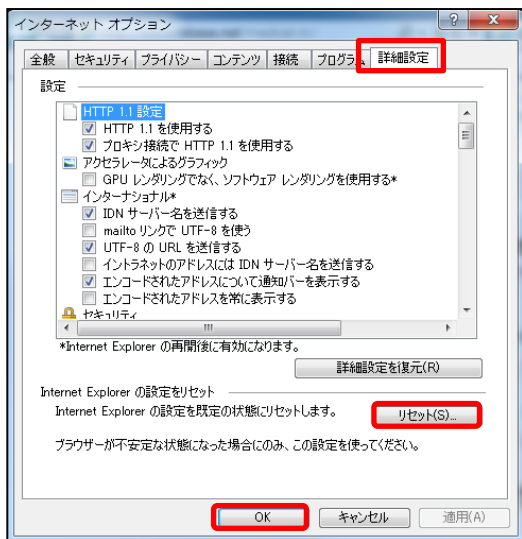 インターネット オプション
全般 セキュリティ プライバシー コンテンツ 接続 プログラム 詳細設定
設定
HTTP 1.1 設定
HTTP 1.1 を使用する
プロキシ接続で HTTP 1.1 を使用する
アクセラレータによるグラフィック
GPU レンダリングでなく、ソフトウェア レンダリングを使用する*
インターナショナル*
IDN サーバー名を送信する
mailto リンクで UTF-8 を使う
UTF-8 の URL を送信する
イントラネットのアドレスには IDN サーバー名を送信する
エンコードされたアドレスについて通知バーを表示する
エンコードされたアドレスを常に表示する
セキュリティ
*Internet Explorer の再開後に有効になります。
詳細設定を復元(R)
Internet Explorer の設定をリセット
Internet Explorer の設定を既定の状態にリセットします。
リセット(S)...
ブラウザーが不安定な状態になった場合にのみ、この設定を使ってください。
OK キャンセル 適用(A)